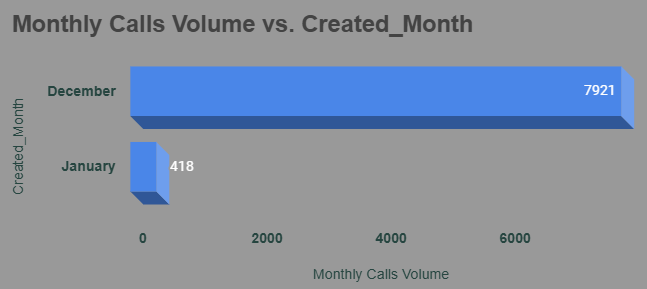 Monthly Calls Volume vs. Created_Month
Created_Month
December
7921
January
418
0 2000 4000 6000
Monthly Calls Volume